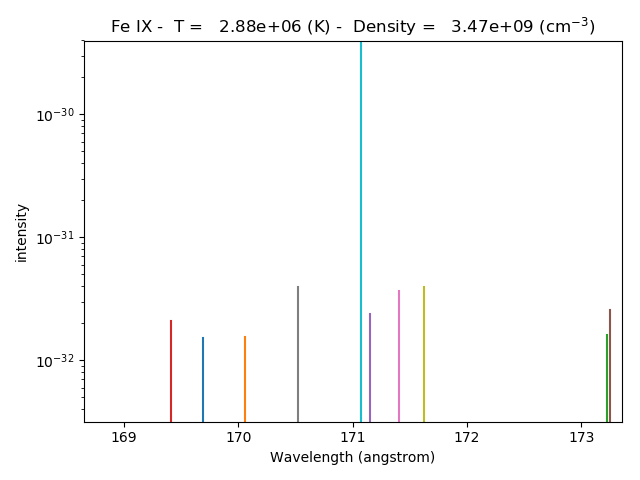 Fe IX -  T =   2.88e+06 (K) -  Density =   3.47e+09 (cm⁻³)
10⁻³⁰
10⁻³¹
10⁻³²
intensity
169 170 171 172 173
Wavelength (angstrom)